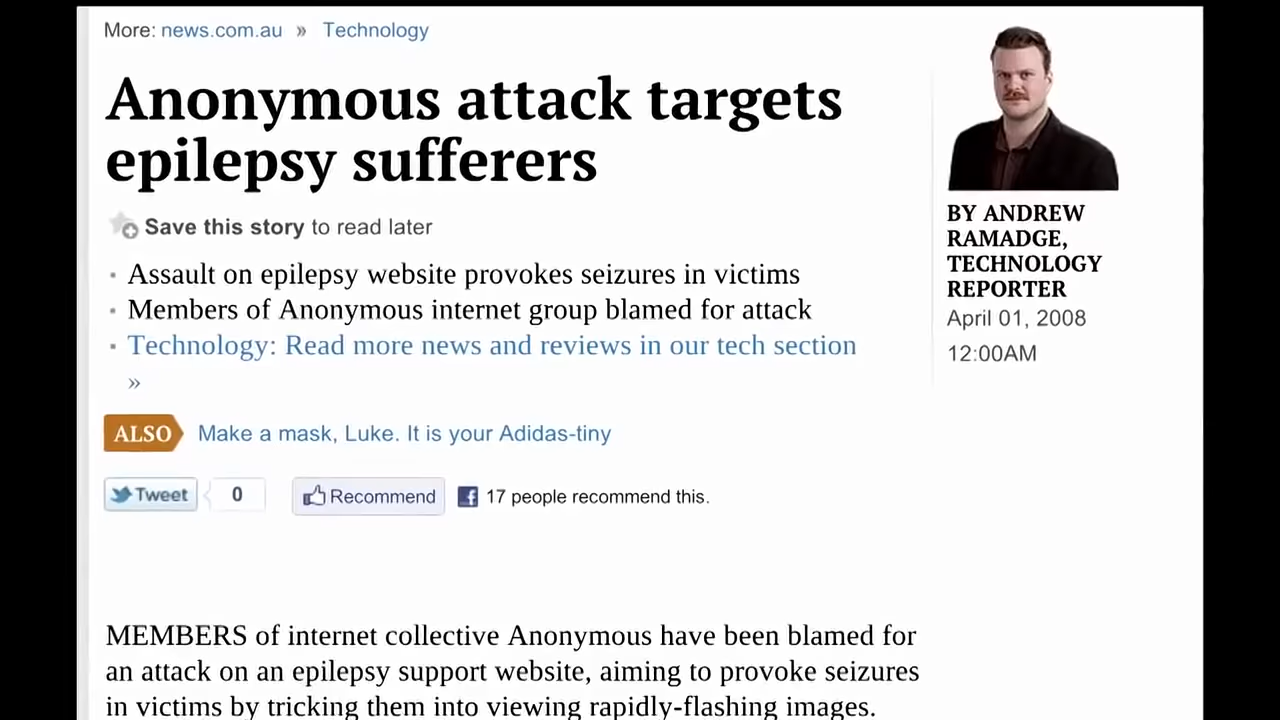 More: news.com.au » Technology
Anonymous attack targets
epilepsy sufferers
Save this story to read later
Assault on epilepsy website provokes seizures in victims
Members of Anonymous internet group blamed for attack
Technology: Read more news and reviews in our tech section
»
ALSO Make a mask, Luke. It is your Adidas-tiny
Tweet 0 Recommend 17 people recommend this.
MEMBERS of internet collective Anonymous have been blamed for
an attack on an epilepsy support website, aiming to provoke seizures
in victims by tricking them into viewing rapidly-flashing images.
BY ANDREW
RAMADGE,
TECHNOLOGY
REPORTER
April 01, 2008
12:00AM